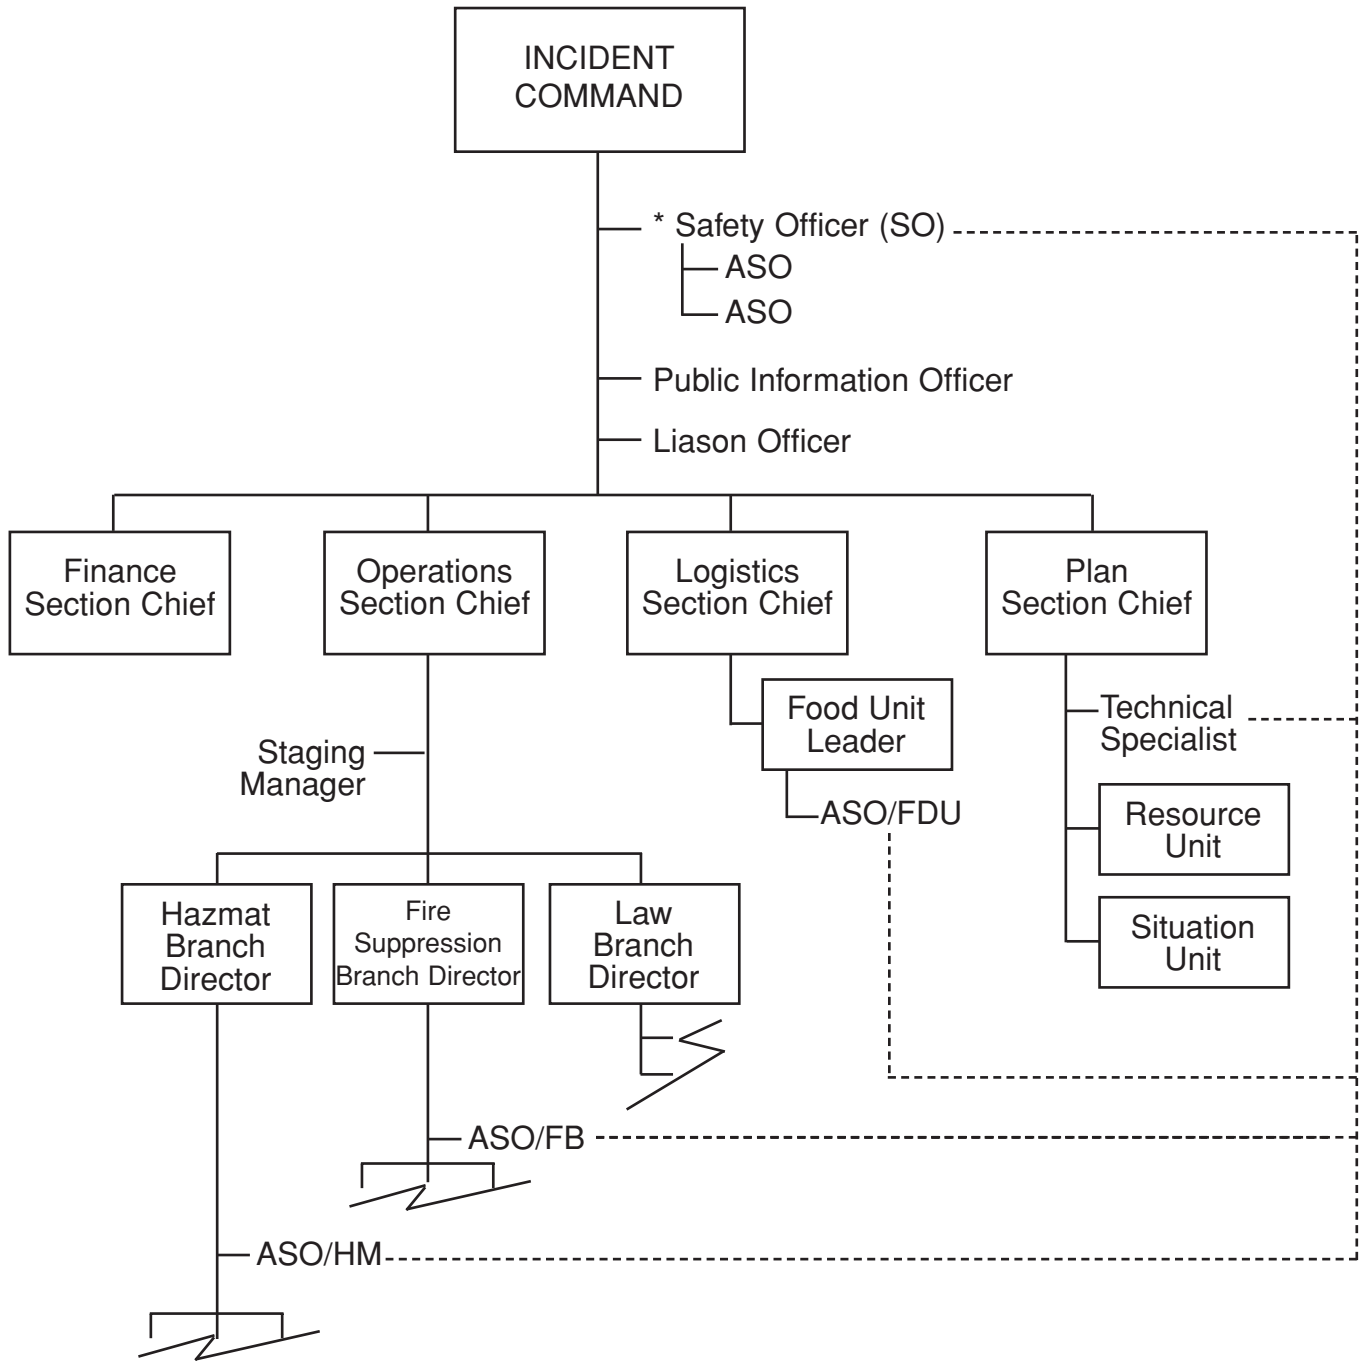 INCIDENT
COMMAND
* Safety Officer (SO)
ASO
ASO
Public Information Officer
Liason Officer
Finance
Section Chief
Operations
Section Chief
Logistics
Section Chief
Plan
Section Chief
Staging
Manager
Food Unit
Leader
ASO/FDU
Technical
Specialist
Resource
Unit
Situation
Unit
Hazmat
Branch
Director
Fire
Suppression
Branch Director
Law
Branch
Director
ASO/FB
ASO/HM